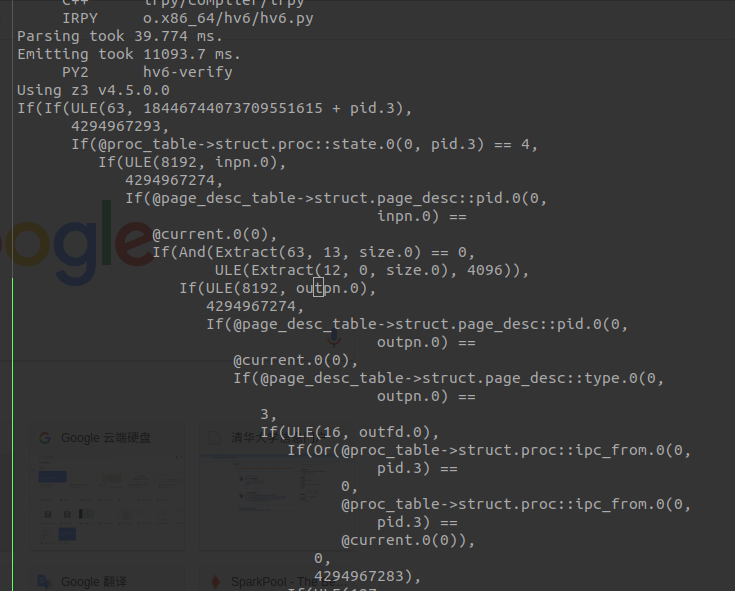 C++      irpy/compiler/irpy
IRPY     o.x86_64/hv6/hv6.py
Parsing took 39.774 ms.
Emitting took 11093.7 ms.
PY2      hv6-verify
Using z3 v4.5.0.0
If(If(ULE(63, 18446744073709551615 + pid.3),
4294967293,
If(@proc_table->struct.proc::state.0(0, pid.3) == 4,
If(ULE(8192, inpn.0),
4294967274,
If(@page_desc_table->struct.page_desc::pid.0(0,
inpn.0) ==
@current.0(0),
If(And(Extract(63, 13, size.0) == 0,
ULE(Extract(12, 0, size.0), 4096)),
If(ULE(8192, outpn.0),
4294967274,
If(@page_desc_table->struct.page_desc::pid.0(0,
outpn.0) ==
@current.0(0),
If(@page_desc_table->struct.page_desc::type.0(0,
outpn.0) ==
3,
If(ULE(16, outfd.0),
If(Or(@proc_table->struct.proc::ipc_from.0(0,
pid.3) ==
0,
@proc_table->struct.proc::ipc_from.0(0,
pid.3) ==
@current.0(0)),
0,
4294967283),
If(ULE(127,
Google
Google 云端硬盘
清华大学
Google 翻译
SparkPool - The Be